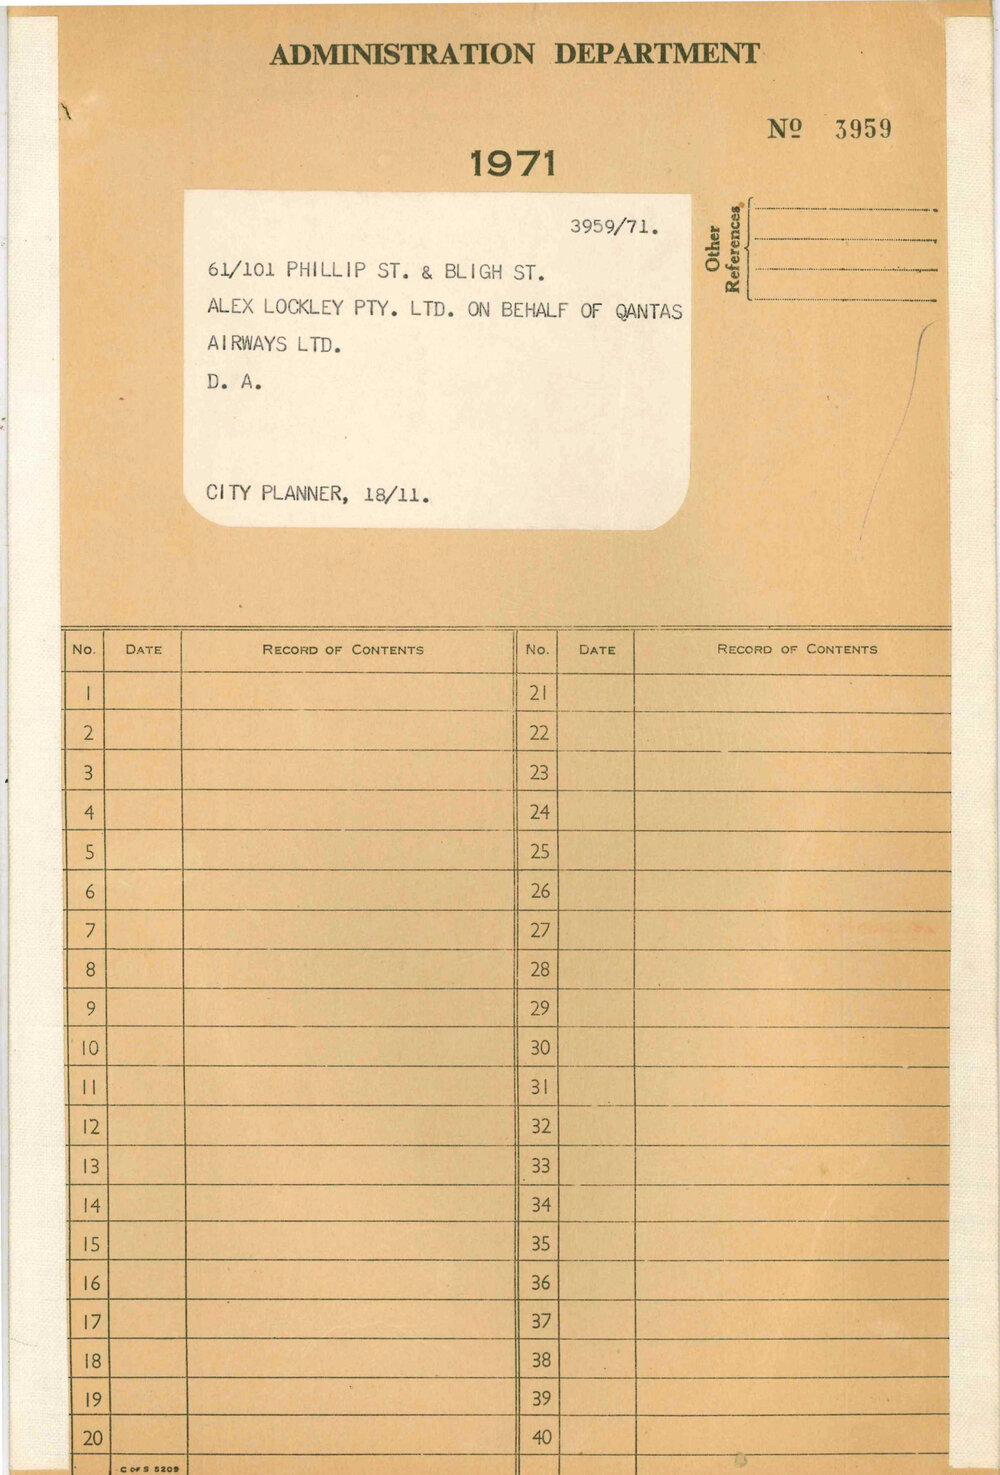 ADMINISTRATION DEPARTMENT
Nº 3959
1971
Other
References
3959/71.
61/101 PHILLIP ST. & BLIGH ST.
ALEX LOCKLEY PTY. LTD. ON BEHALF OF QANTAS
AIRWAYS LTD.
D. A.
CITY PLANNER, 18/11.
No. DATE RECORD OF CONTENTS No. DATE RECORD OF CONTENTS
1 21
2 22
3 23
4 24
5 25
6 26
7 27
8 28
9 29
10 30
11 31
12 32
13 33
14 34
15 35
16 36
17 37
18 38
19 39
20 40
C OF S 5209